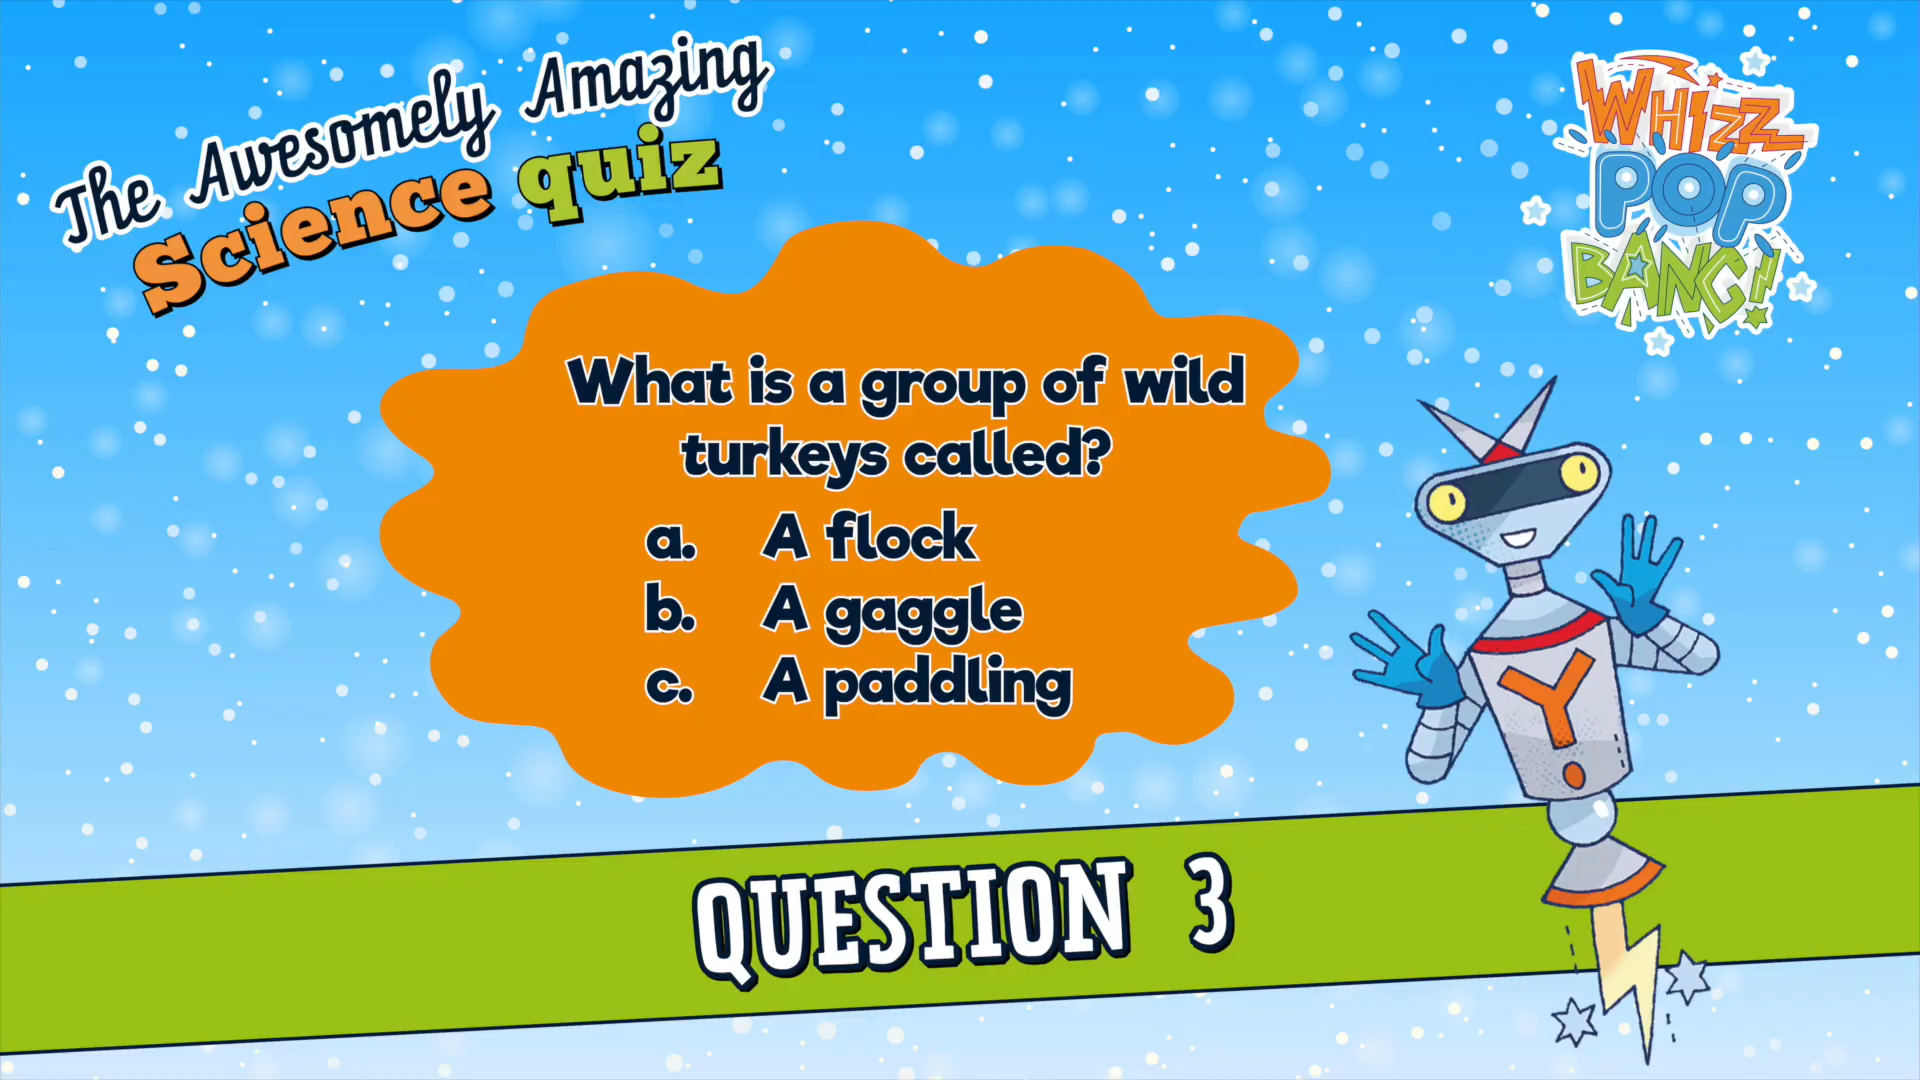 The Awesomely Amazing
Science quiz
WHIZZ
POP
BANG!
What is a group of wild
turkeys called?
a. A flock
b. A gaggle
c. A paddling
Y
QUESTION 3